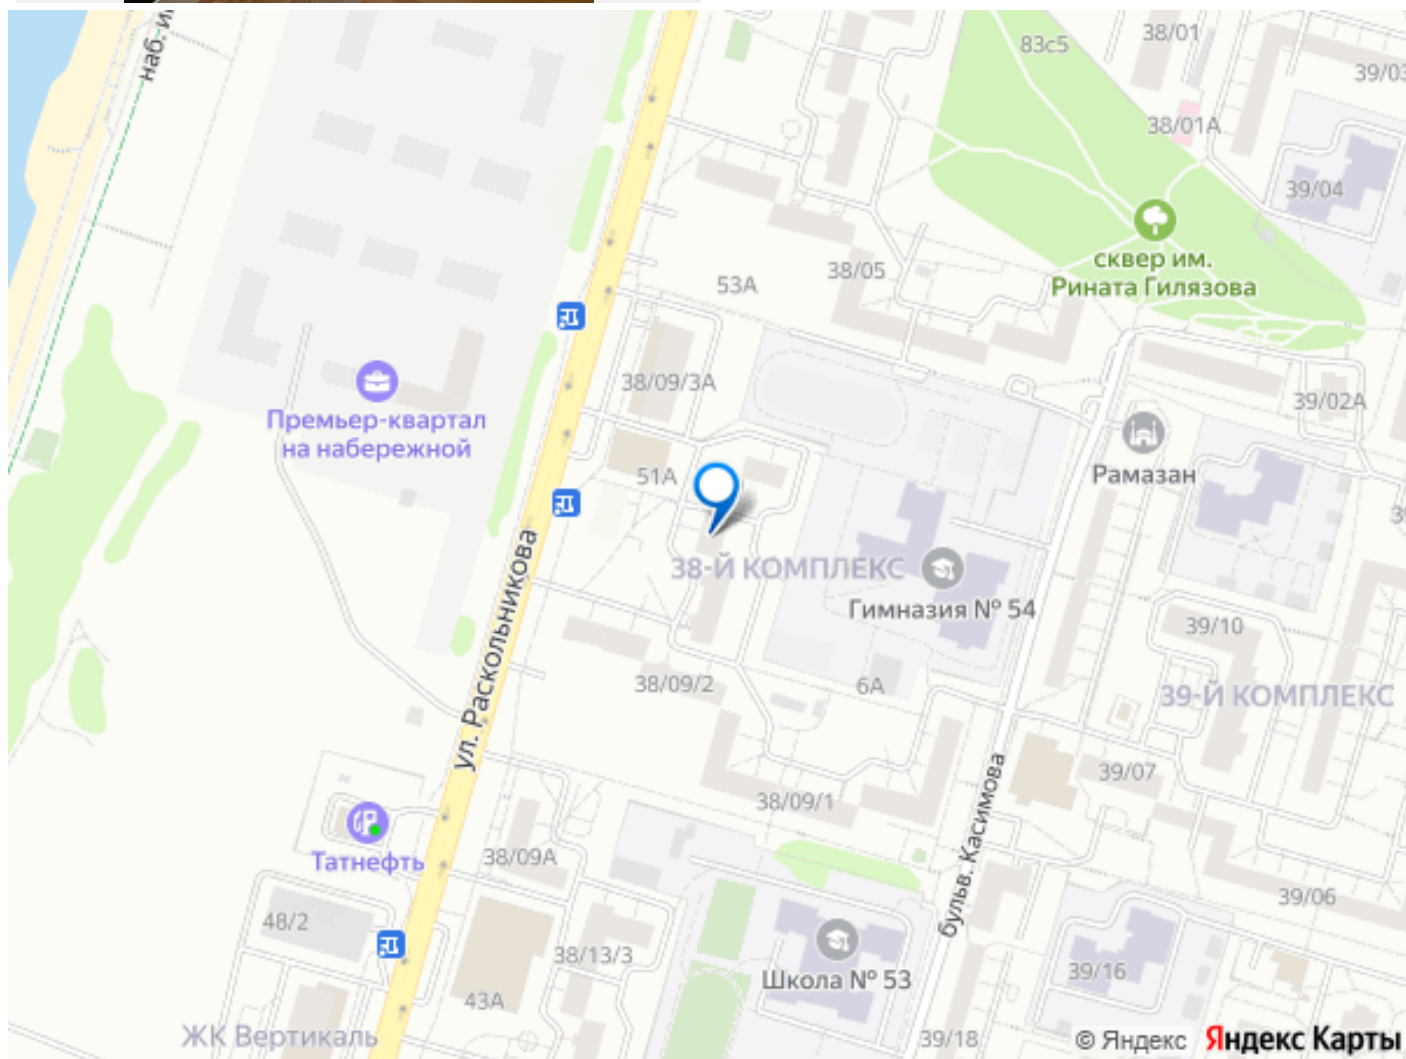 наб. и
83с5
38/01
39/03
38/01А
39/04
сквер им.
Рината Гилязова
38/05
53А
38/09/3А
39/02А
Премьер-квартал
на набережной
Рамазан
51А
38-Й КОМПЛЕКС
Гимназия № 54
ул. Раскольникова
39/10
38/09/2
6А
39-Й КОМПЛЕКС
39/07
38/09/1
бульв. Касимова
Татнефть
38/09А
39/06
48/2
38/13/3
39/16
Школа № 53
43А
ЖК Вертикаль
39/18
© Яндекс Яндекс Карты